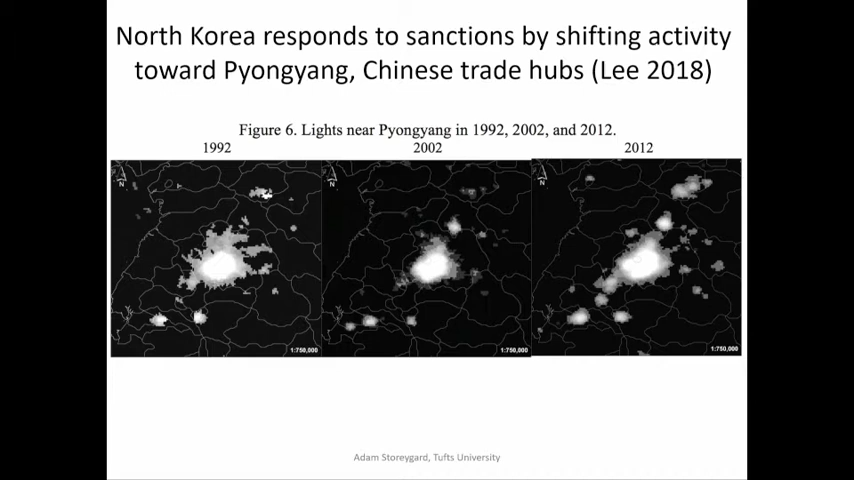 North Korea responds to sanctions by shifting activity
toward Pyongyang, Chinese trade hubs (Lee 2018)
Figure 6. Lights near Pyongyang in 1992, 2002, and 2012.
1992 2002 2012
N N N
1:750,000 1:750,000 1:750,000
Adam Storeygard, Tufts University